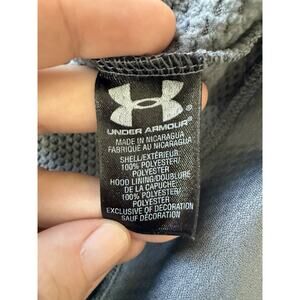 UNDER ARMOUR®
MADE IN NICARAGUA
FABRIQUÉ AU NICARAGUA
SHELL/EXTÉRIEUR:
100% POLYESTER/
POLYESTER
HOOD LINING/DOUBLURE
DE LA CAPUCHE:
100% POLYESTER/
POLYESTER
EXCLUSIVE OF DECORATION
SAUF DÉCORATION